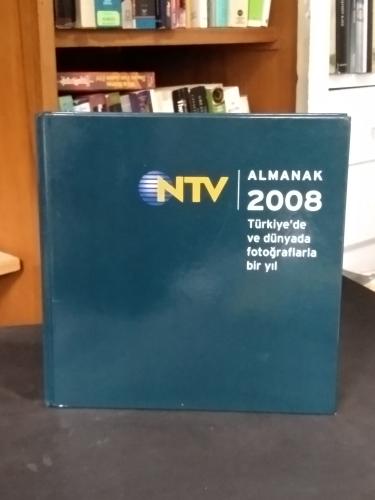 NTV
ALMANAK
2008
Türkiye'de
ve dünyada
fotoğraflarla
bir yıl